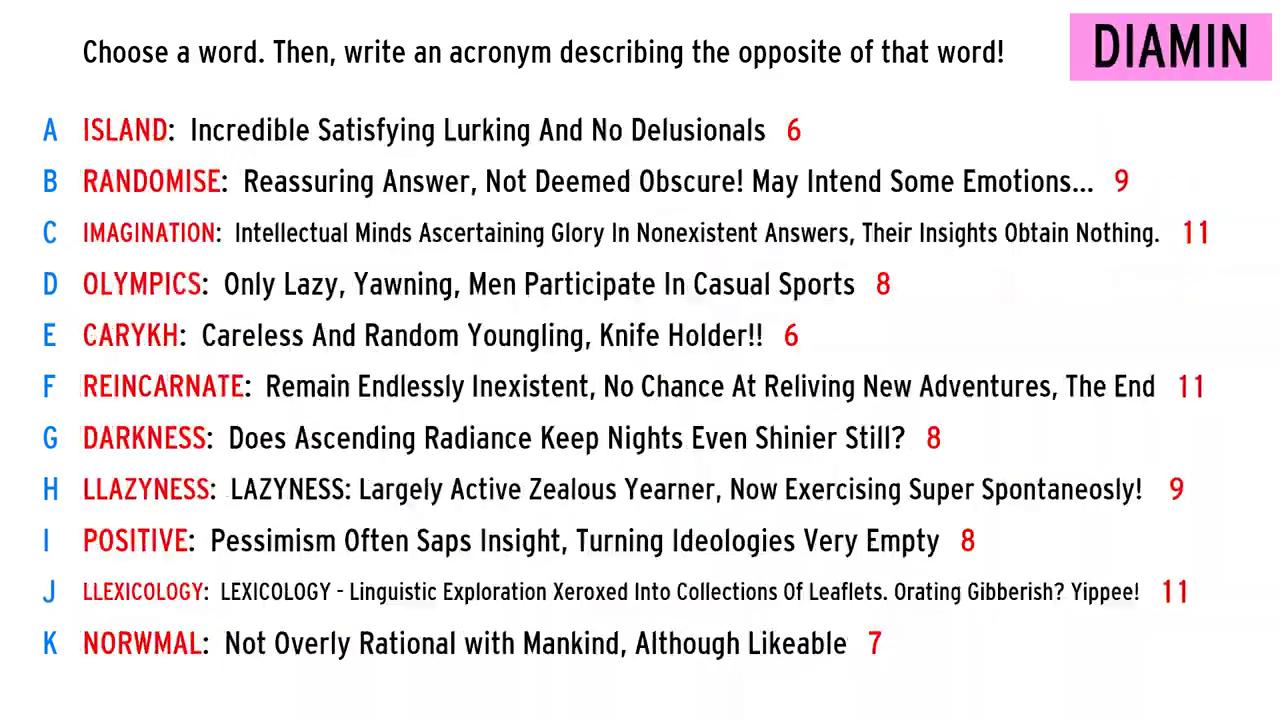 Choose a word. Then, write an acronym describing the opposite of that word!
DIAMIN
A ISLAND: Incredible Satisfying Lurking And No Delusionals 6
B RANDOMISE: Reassuring Answer, Not Deemed Obscure! May Intend Some Emotions... 9
C IMAGINATION: Intellectual Minds Ascertaining Glory In Nonexistent Answers, Their Insights Obtain Nothing. 11
D OLYMPICS: Only Lazy, Yawning, Men Participate In Casual Sports 8
E CARYKH: Careless And Random Youngling, Knife Holder!! 6
F REINCARNATE: Remain Endlessly Inexistent, No Chance At Reliving New Adventures, The End 11
G DARKNESS: Does Ascending Radiance Keep Nights Even Shinier Still? 8
H LLAZYNESS: LAZYNESS: Largely Active Zealous Yearner, Now Exercising Super Spontaneosly! 9
I POSITIVE: Pessimism Often Saps Insight, Turning Ideologies Very Empty 8
J LLEXICOLOGY: LEXICOLOGY - Linguistic Exploration Xeroxed Into Collections Of Leaflets. Orating Gibberish? Yippee! 11
K NORWMAL: Not Overly Rational with Mankind, Although Likeable 7